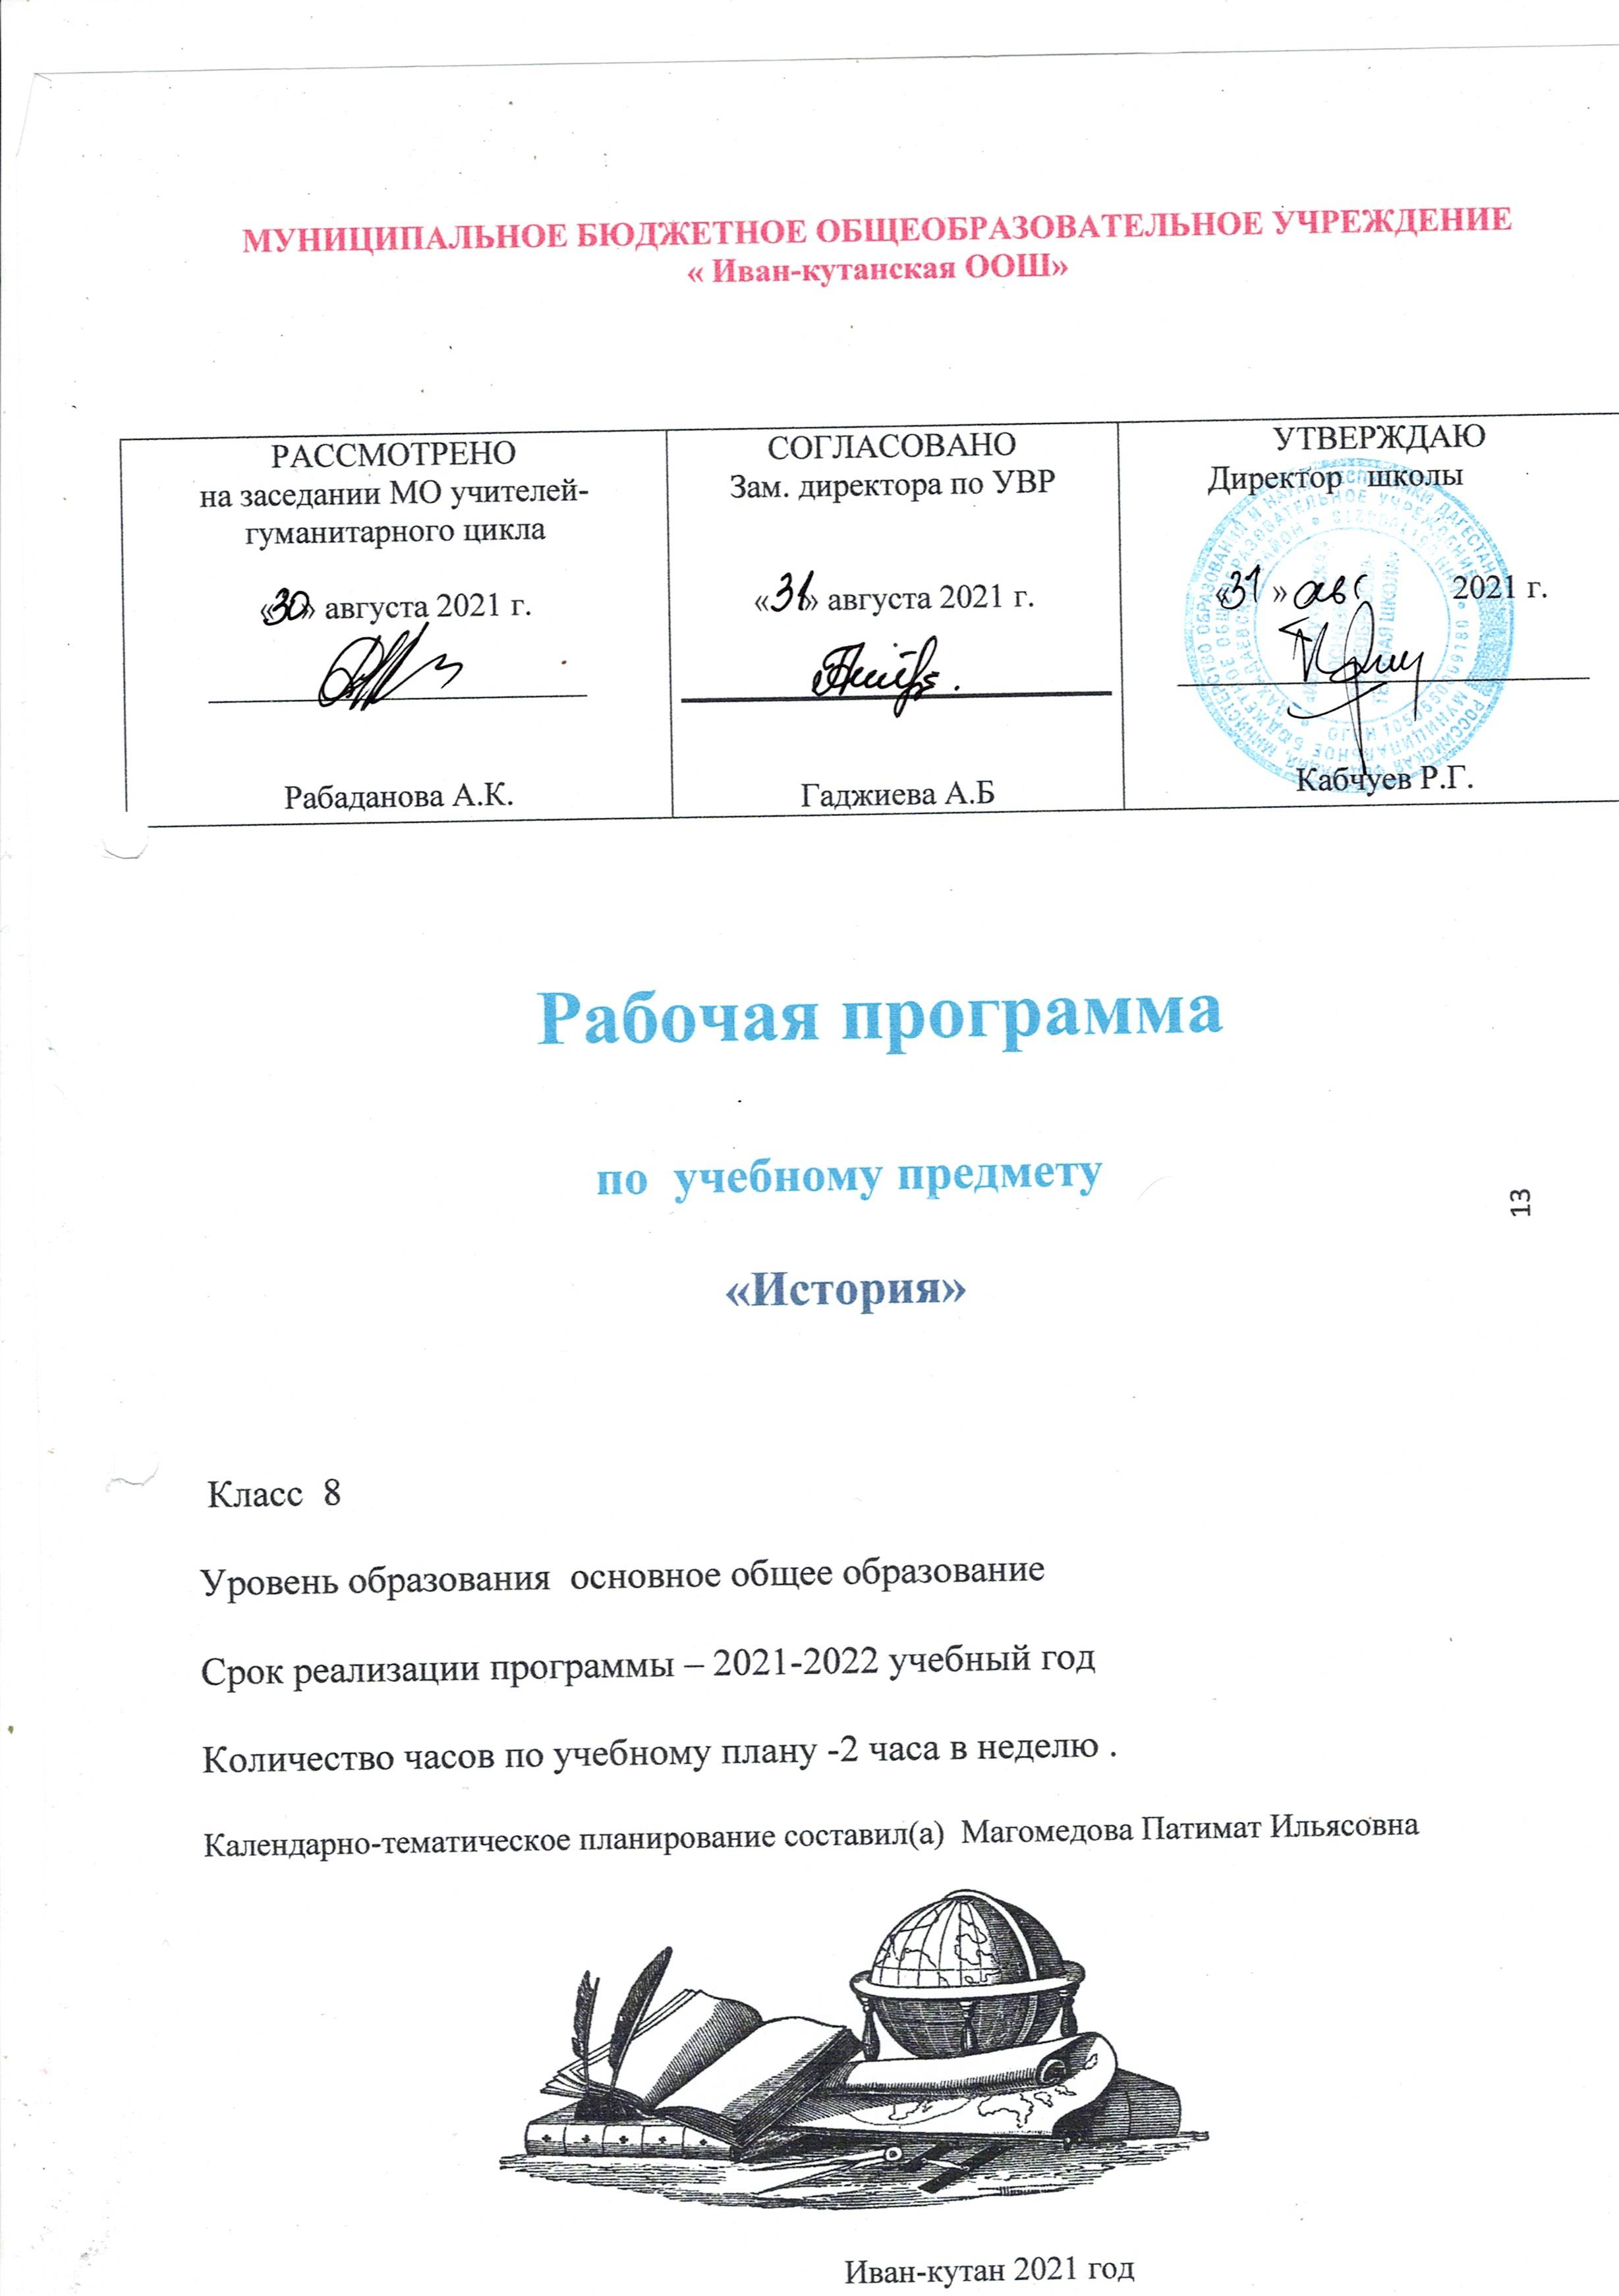 МУНИЦИПАЛЬНОЕ БЮДЖЕТНОЕ ОБЩЕОБРАЗОВАТЕЛЬНОЕ УЧРЕЖДЕНИЕ
« Иван-кутанская ООШ»
РАССМОТРЕНО
на заседании МО учителей-
гуманитарного цикла
«30» августа 2021 г.
Рабаданова А.К.
СОГЛАСОВАНО
Зам. директора по УВР
«31» августа 2021 г.
Гаджиева А.Б
УТВЕРЖДАЮ
Директор школы
«31 » авг 2021 г.
Кабчуев Р.Г.
Рабочая программа
по учебному предмету
13
«История»
Класс 8
Уровень образования основное общее образование
Срок реализации программы – 2021-2022 учебный год
Количество часов по учебному плану -2 часа в неделю .
Календарно-тематическое планирование составил(а) Магомедова Патимат Ильясовна
Иван-кутан 2021 год